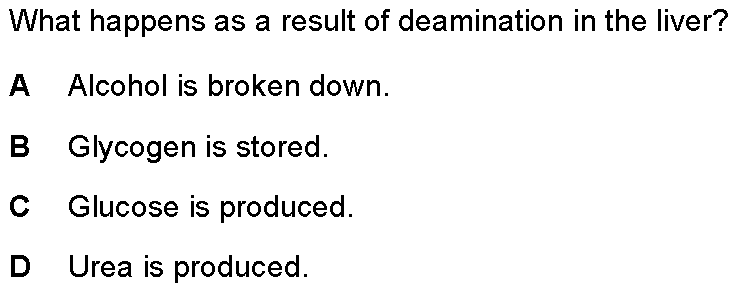 What happens as a result of deamination in the liver?
A Alcohol is broken down.
B Glycogen is stored.
C Glucose is produced.
D Urea is produced.